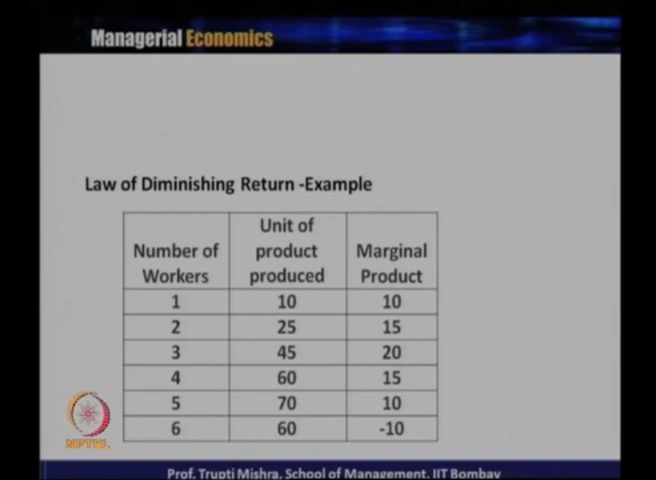 Managerial Economics
Law of Diminishing Return -Example
Number of Workers Unit of product produced Marginal Product
1 10 10
2 25 15
3 45 20
4 60 15
5 70 10
6 60 -10
NPTEL
Prof. Trupti Mishra, School of Management, IIT Bombay